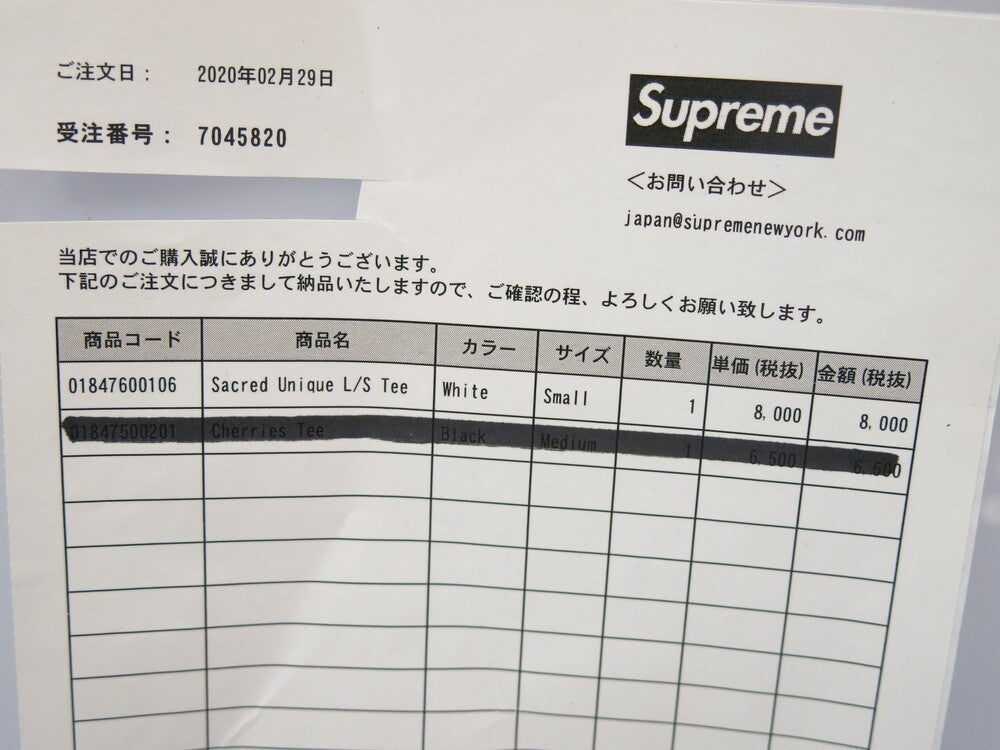 ご注文日： 2020年02月29日
受注番号： 7045820
Supreme
＜お問い合わせ＞
japan@supremenewyork.com
当店でのご購入誠にありがとうございます。
下記のご注文につきまして納品いたしますので、ご確認の程、よろしくお願い致します。
商品コード 商品名 カラー サイズ 数量 単価(税抜) 金額(税抜)
01847600106 Sacred Unique L/S Tee White Small 1 8,000 8,000
01847500201 Cherries Tee Black Medium 1 6,500 6,500